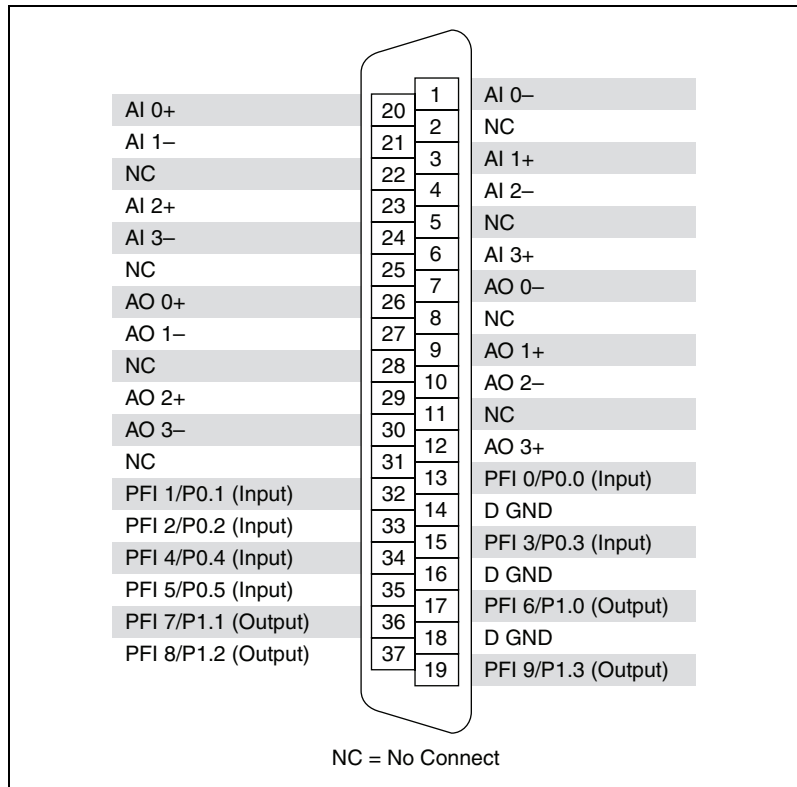 AI 0+
AI 1–
NC
AI 2+
AI 3–
NC
AO 0+
AO 1–
NC
AO 2+
AO 3–
NC
PFI 1/P0.1 (Input)
PFI 2/P0.2 (Input)
PFI 4/P0.4 (Input)
PFI 5/P0.5 (Input)
PFI 7/P1.1 (Output)
PFI 8/P1.2 (Output)
20
21
22
23
24
25
26
27
28
29
30
31
32
33
34
35
36
37
1
2
3
4
5
6
7
8
9
10
11
12
13
14
15
16
17
18
19
AI 0–
NC
AI 1+
AI 2–
NC
AI 3+
AO 0–
NC
AO 1+
AO 2–
NC
AO 3+
PFI 0/P0.0 (Input)
D GND
PFI 3/P0.3 (Input)
D GND
PFI 6/P1.0 (Output)
D GND
PFI 9/P1.3 (Output)
NC = No Connect